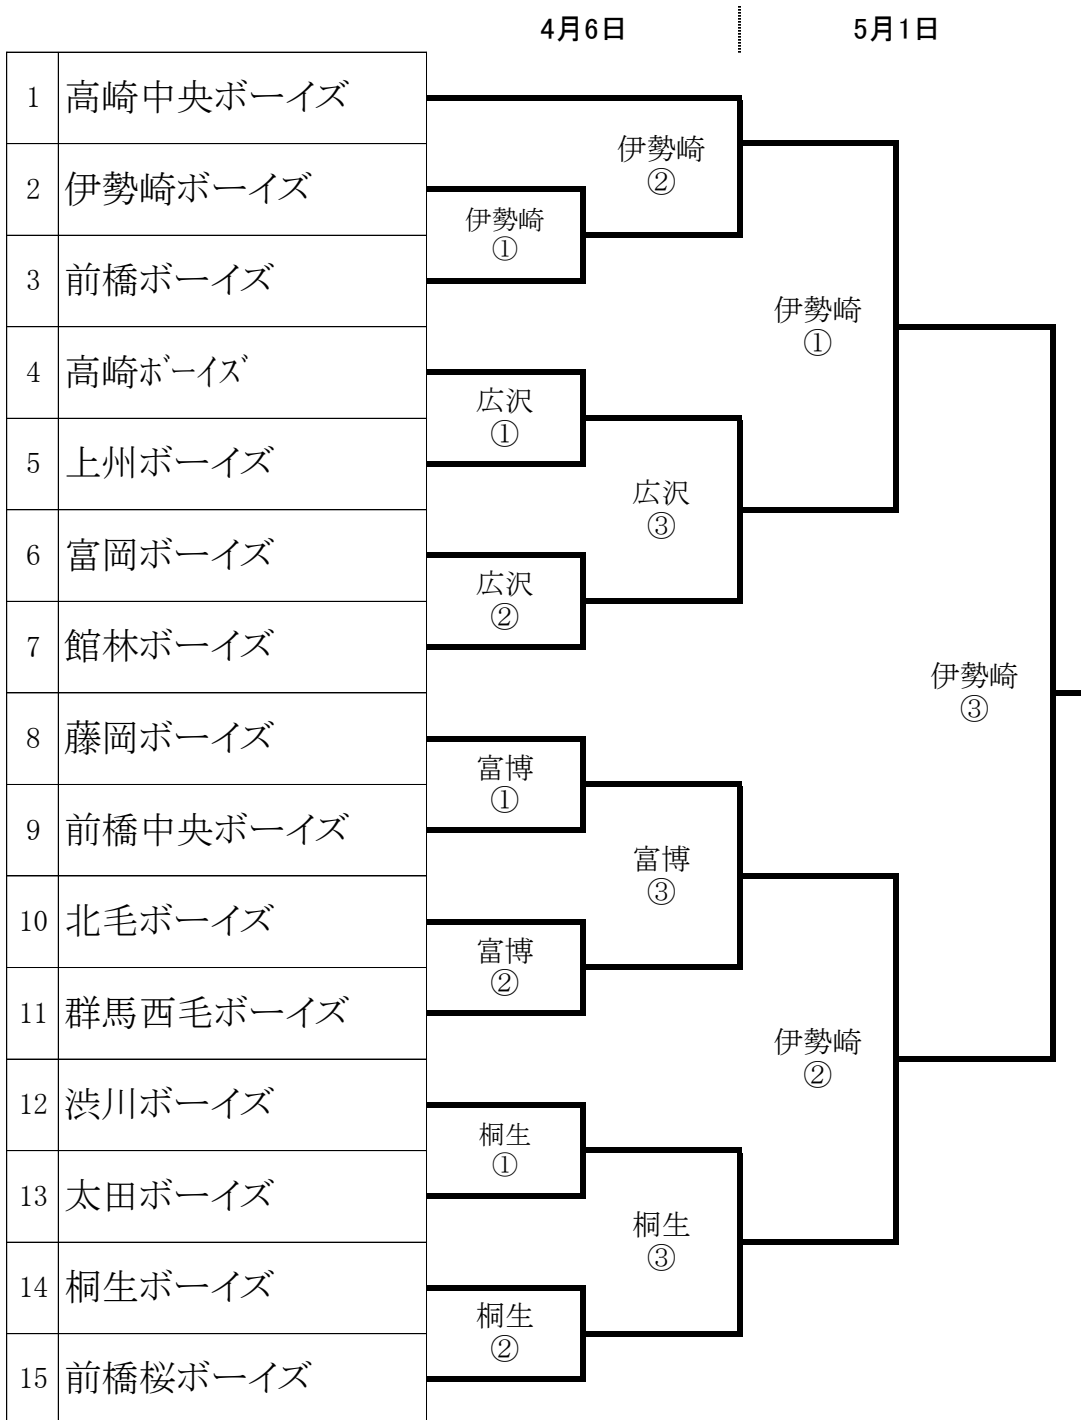 4月6日
5月1日
1 高崎中央ボーイズ
2 伊勢崎ボーイズ
3 前橋ボーイズ
4 高崎ボーイズ
5 上州ボーイズ
6 富岡ボーイズ
7 館林ボーイズ
8 藤岡ボーイズ
9 前橋中央ボーイズ
10 北毛ボーイズ
11 群馬西毛ボーイズ
12 渋川ボーイズ
13 太田ボーイズ
14 桐生ボーイズ
15 前橋桜ボーイズ
伊勢崎
①
広沢
①
広沢
②
富博
①
富博
②
桐生
①
桐生
②
伊勢崎
②
広沢
③
富博
③
桐生
③
伊勢崎
①
伊勢崎
②
伊勢崎
③